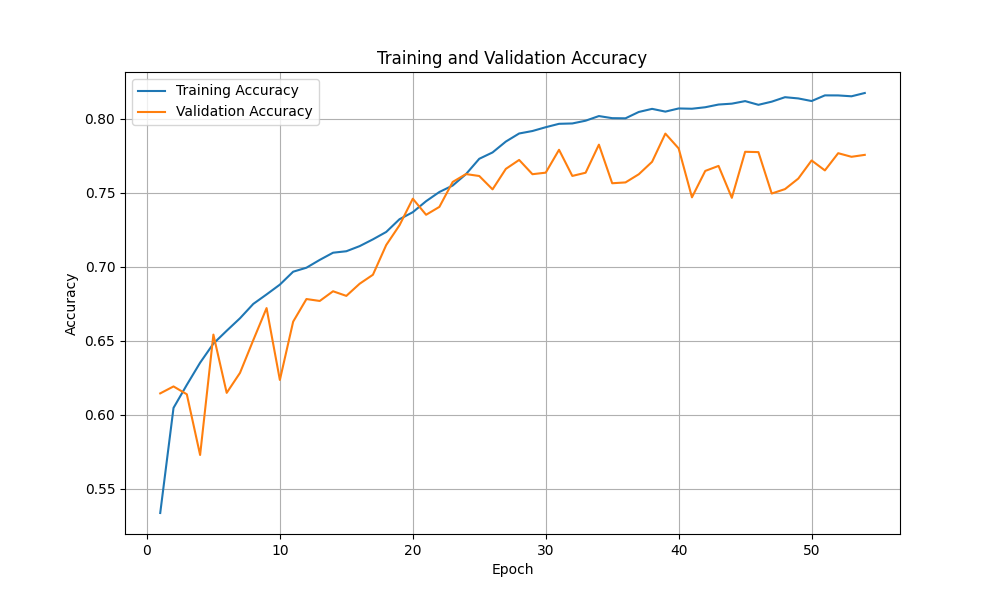 Training and Validation Accuracy
Training Accuracy
Validation Accuracy
Accuracy
0.80
0.75
0.70
0.65
0.60
0.55
0 10 20 30 40 50
Epoch